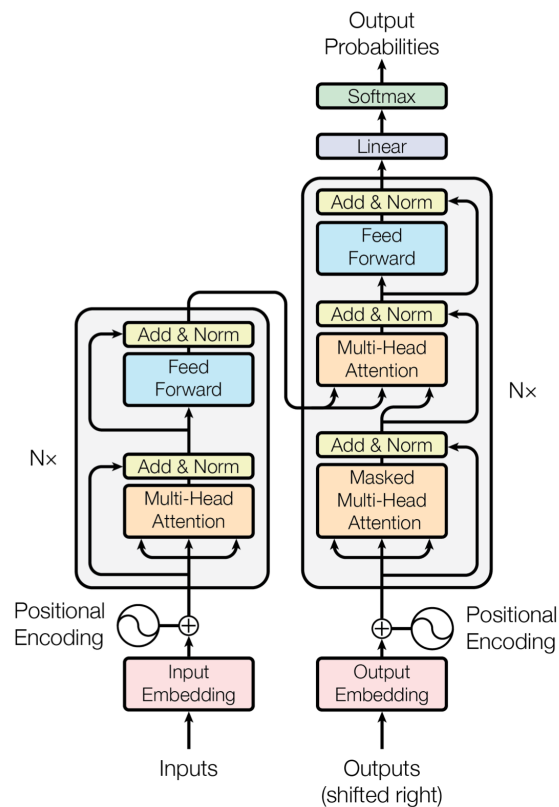 Output
Probabilities
Softmax
Linear
Add & Norm
Feed
Forward
Add & Norm
Multi-Head
Attention
Add & Norm
Masked
Multi-Head
Attention
N×
Add & Norm
Feed
Forward
Add & Norm
Multi-Head
Attention
N×
Positional
Encoding
Input
Embedding
Inputs
Positional
Encoding
Output
Embedding
Outputs
(shifted right)